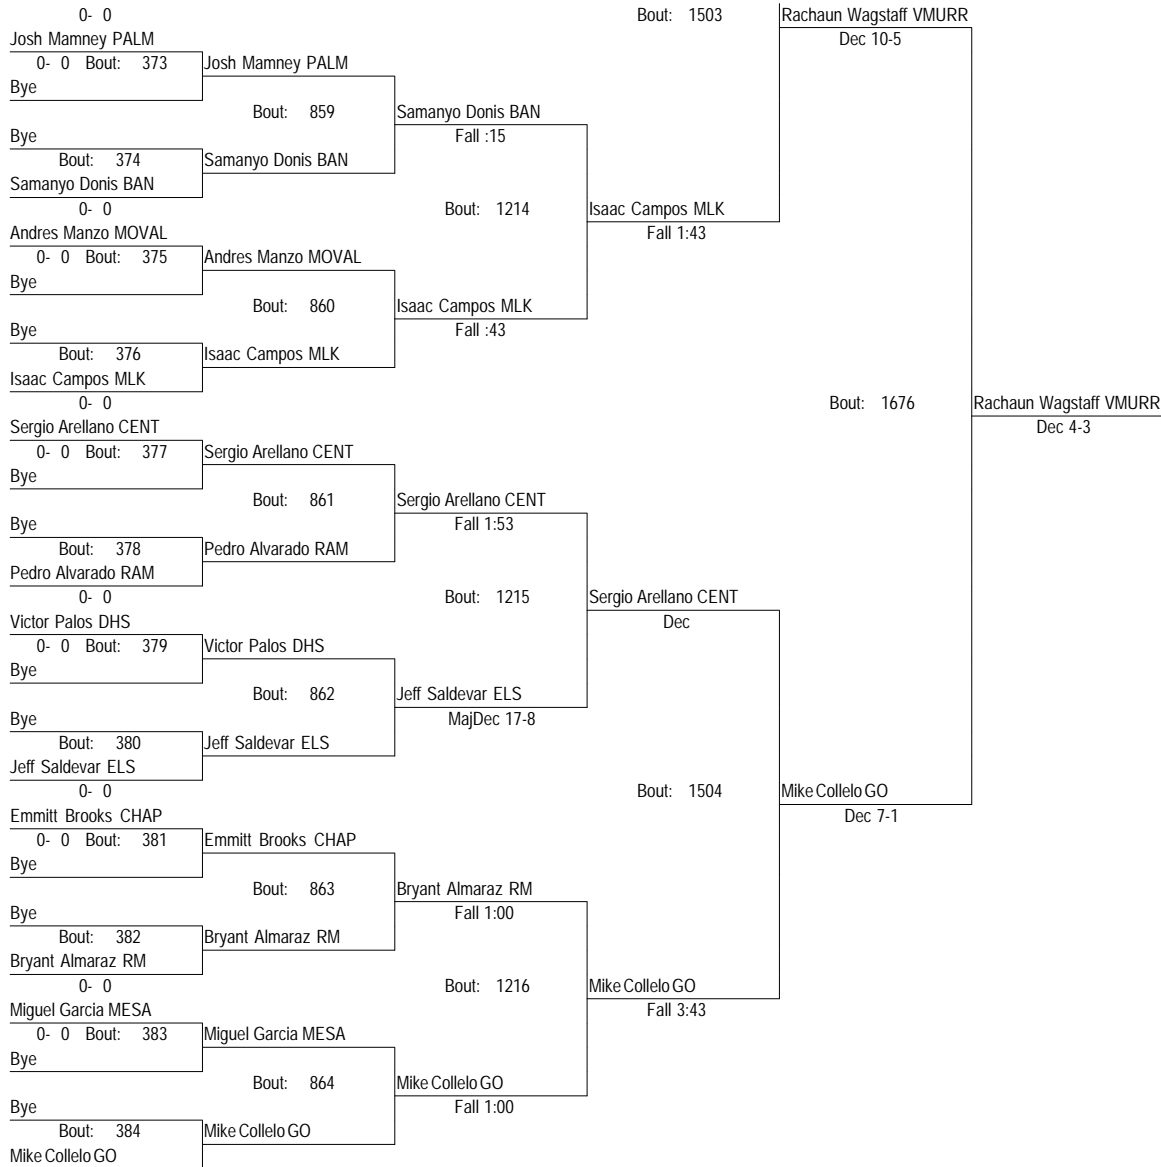 0- 0
Bout: 1503
Rachaun Wagstaff VMURR
Josh Mamney PALM
Dec 10-5
0- 0 Bout: 373
Josh Mamney PALM
Bye
Bout: 859
Samanyo Donis BAN
Bye
Fall :15
Bout: 374
Samanyo Donis BAN
Samanyo Donis BAN
0- 0
Bout: 1214
Isaac Campos MLK
Andres Manzo MOVAL
Fall 1:43
0- 0 Bout: 375
Andres Manzo MOVAL
Bye
Bout: 860
Isaac Campos MLK
Bye
Fall :43
Bout: 376
Isaac Campos MLK
Isaac Campos MLK
0- 0
Bout: 1676
Rachaun Wagstaff VMURR
Sergio Arellano CENT
Dec 4-3
0- 0 Bout: 377
Sergio Arellano CENT
Bye
Bout: 861
Sergio Arellano CENT
Bye
Fall 1:53
Bout: 378
Pedro Alvarado RAM
Pedro Alvarado RAM
0- 0
Bout: 1215
Sergio Arellano CENT
Victor Palos DHS
Dec
0- 0 Bout: 379
Victor Palos DHS
Bye
Bout: 862
Jeff Saldevar ELS
Bye
MajDec 17-8
Bout: 380
Jeff Saldevar ELS
Jeff Saldevar ELS
0- 0
Bout: 1504
Mike Collelo GO
Emmitt Brooks CHAP
Dec 7-1
0- 0 Bout: 381
Emmitt Brooks CHAP
Bye
Bout: 863
Bryant Almaraz RM
Bye
Fall 1:00
Bout: 382
Bryant Almaraz RM
Bryant Almaraz RM
0- 0
Bout: 1216
Mike Collelo GO
Miguel Garcia MESA
Fall 3:43
0- 0 Bout: 383
Miguel Garcia MESA
Bye
Bout: 864
Mike Collelo GO
Bye
Fall 1:00
Bout: 384
Mike Collelo GO
Mike Collelo GO